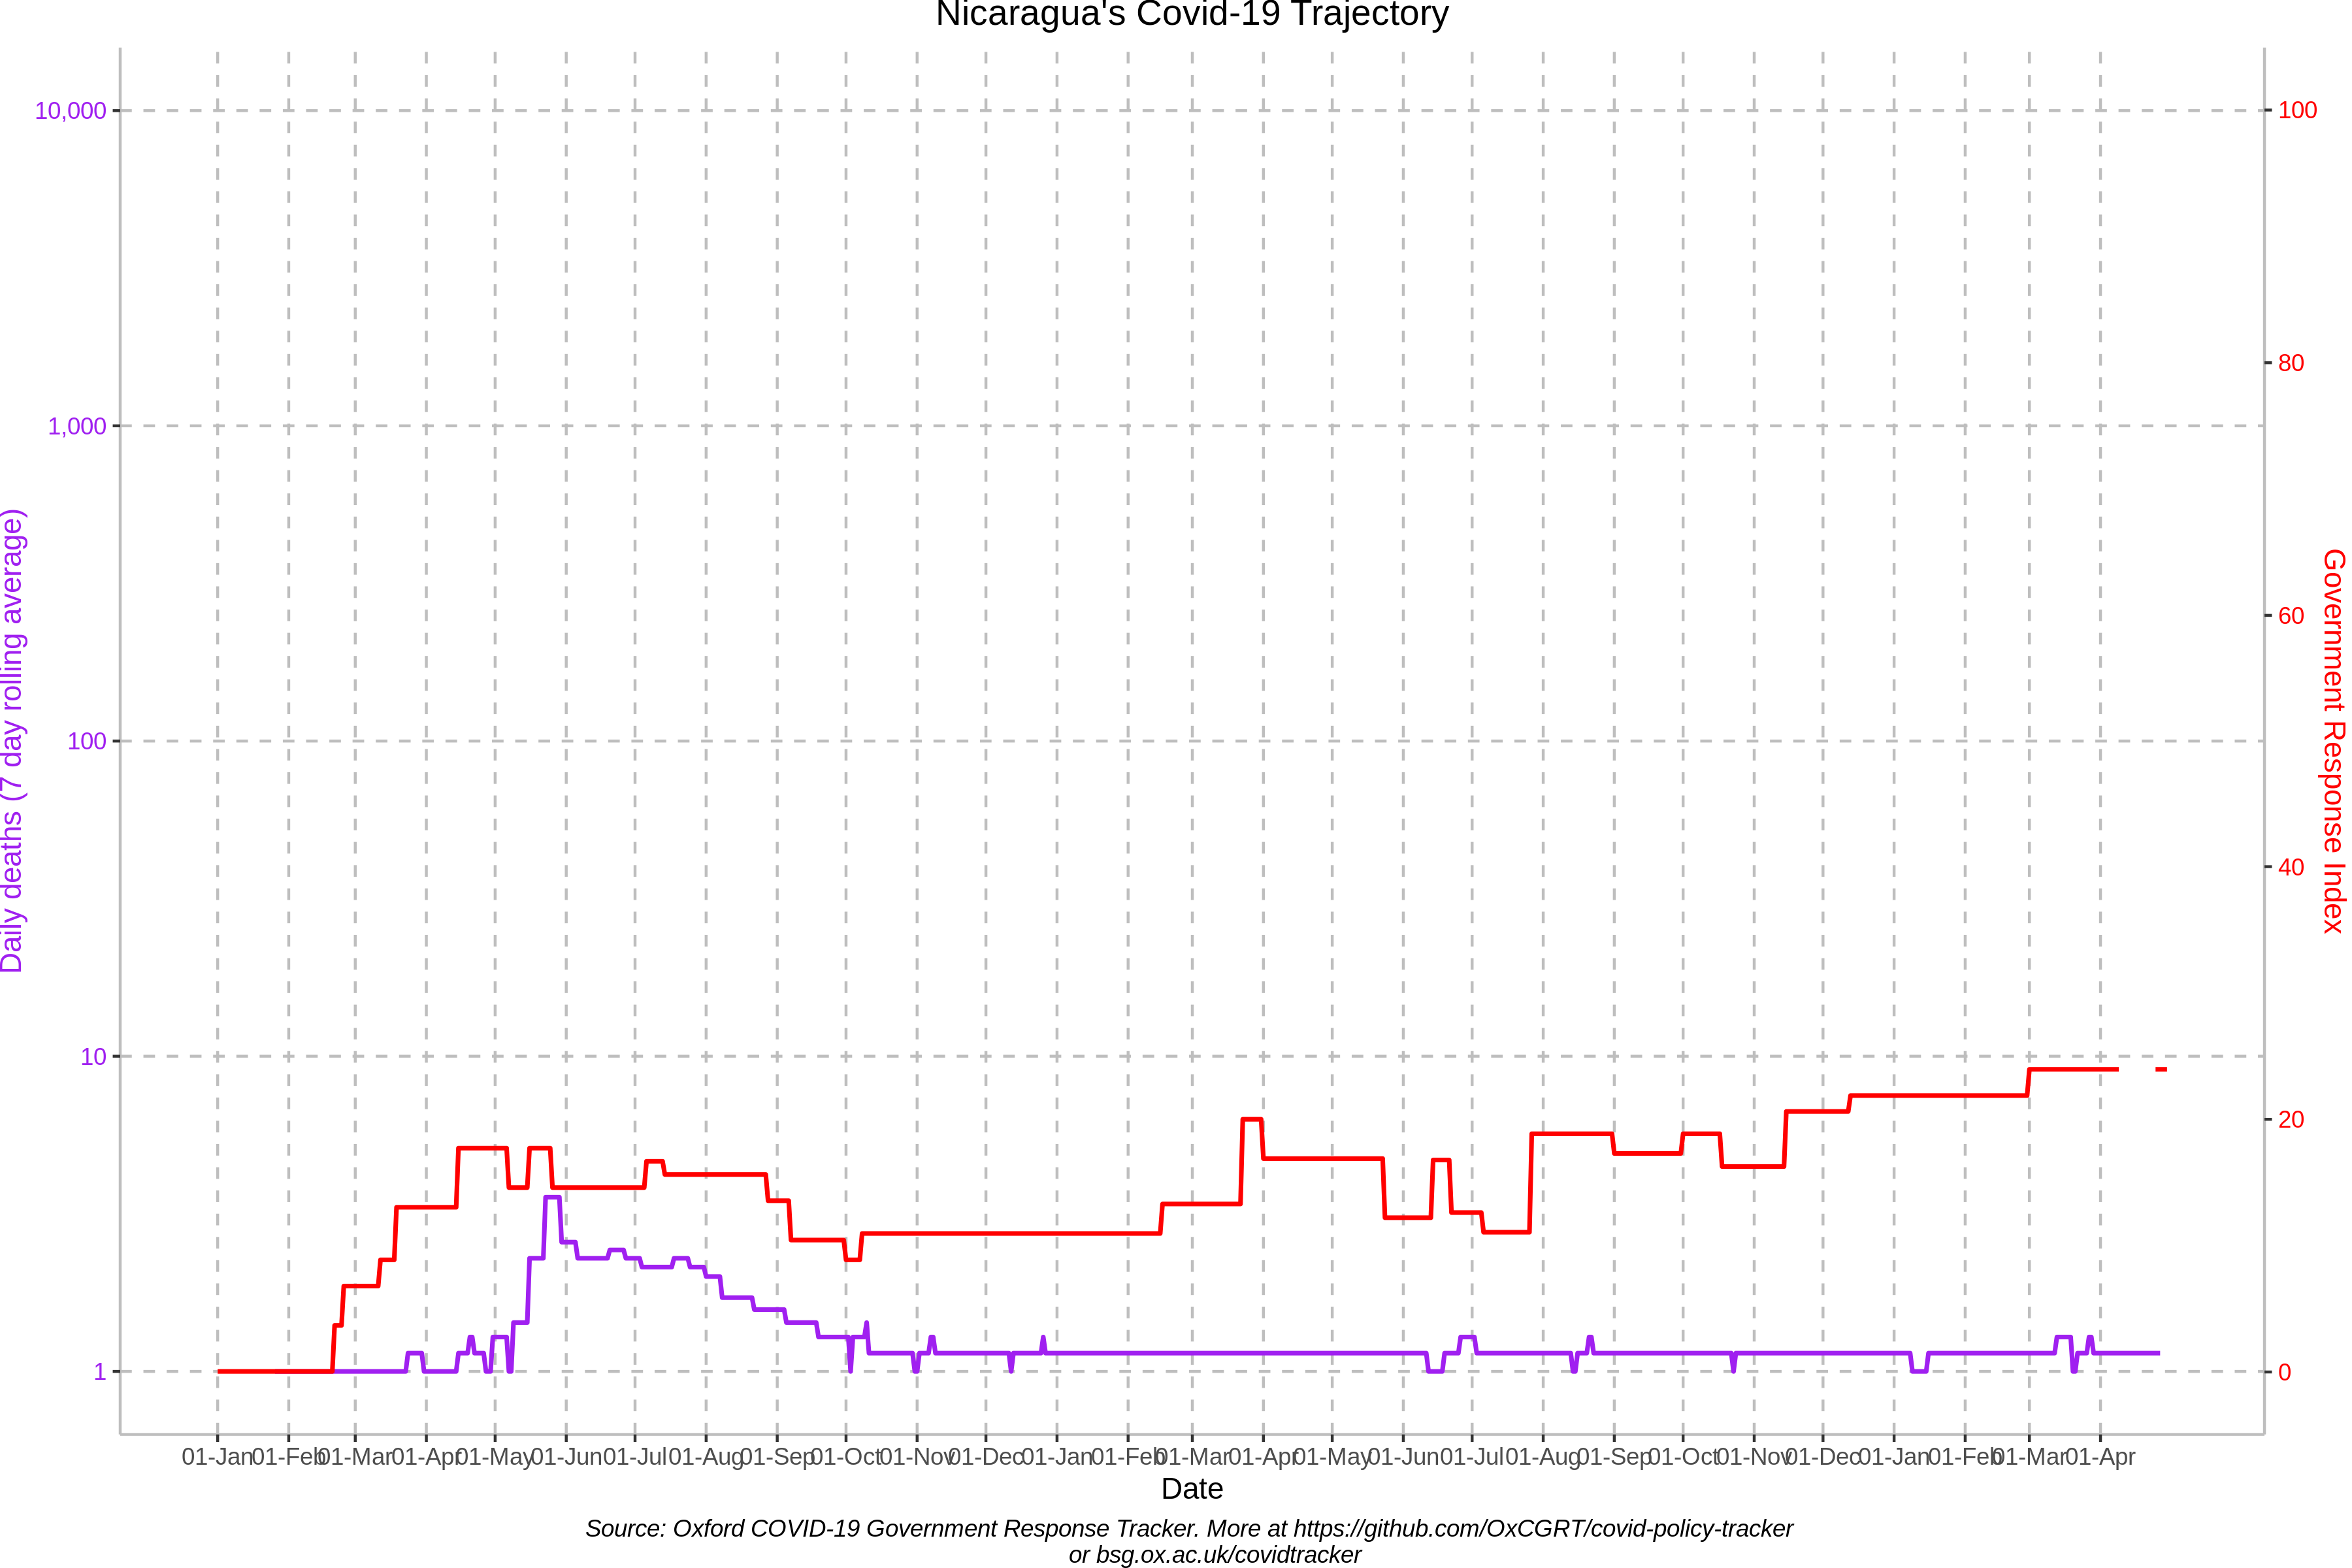 Nicaragua's Covid-19 Trajectory
10,000
1,000
100
10
1
Daily deaths (7 day rolling average)
100
80
60
40
20
0
Government Response Index
01-Jan 01-Feb 01-Mar 01-Apr 01-May 01-Jun 01-Jul 01-Aug 01-Sep 01-Oct 01-Nov 01-Dec 01-Jan 01-Feb 01-Mar 01-Apr 01-May 01-Jun 01-Jul 01-Aug 01-Sep 01-Oct 01-Nov 01-Dec 01-Jan 01-Feb 01-Mar 01-Apr
Date
Source: Oxford COVID-19 Government Response Tracker. More at https://github.com/OxCGRT/covid-policy-tracker
or bsg.ox.ac.uk/covidtracker